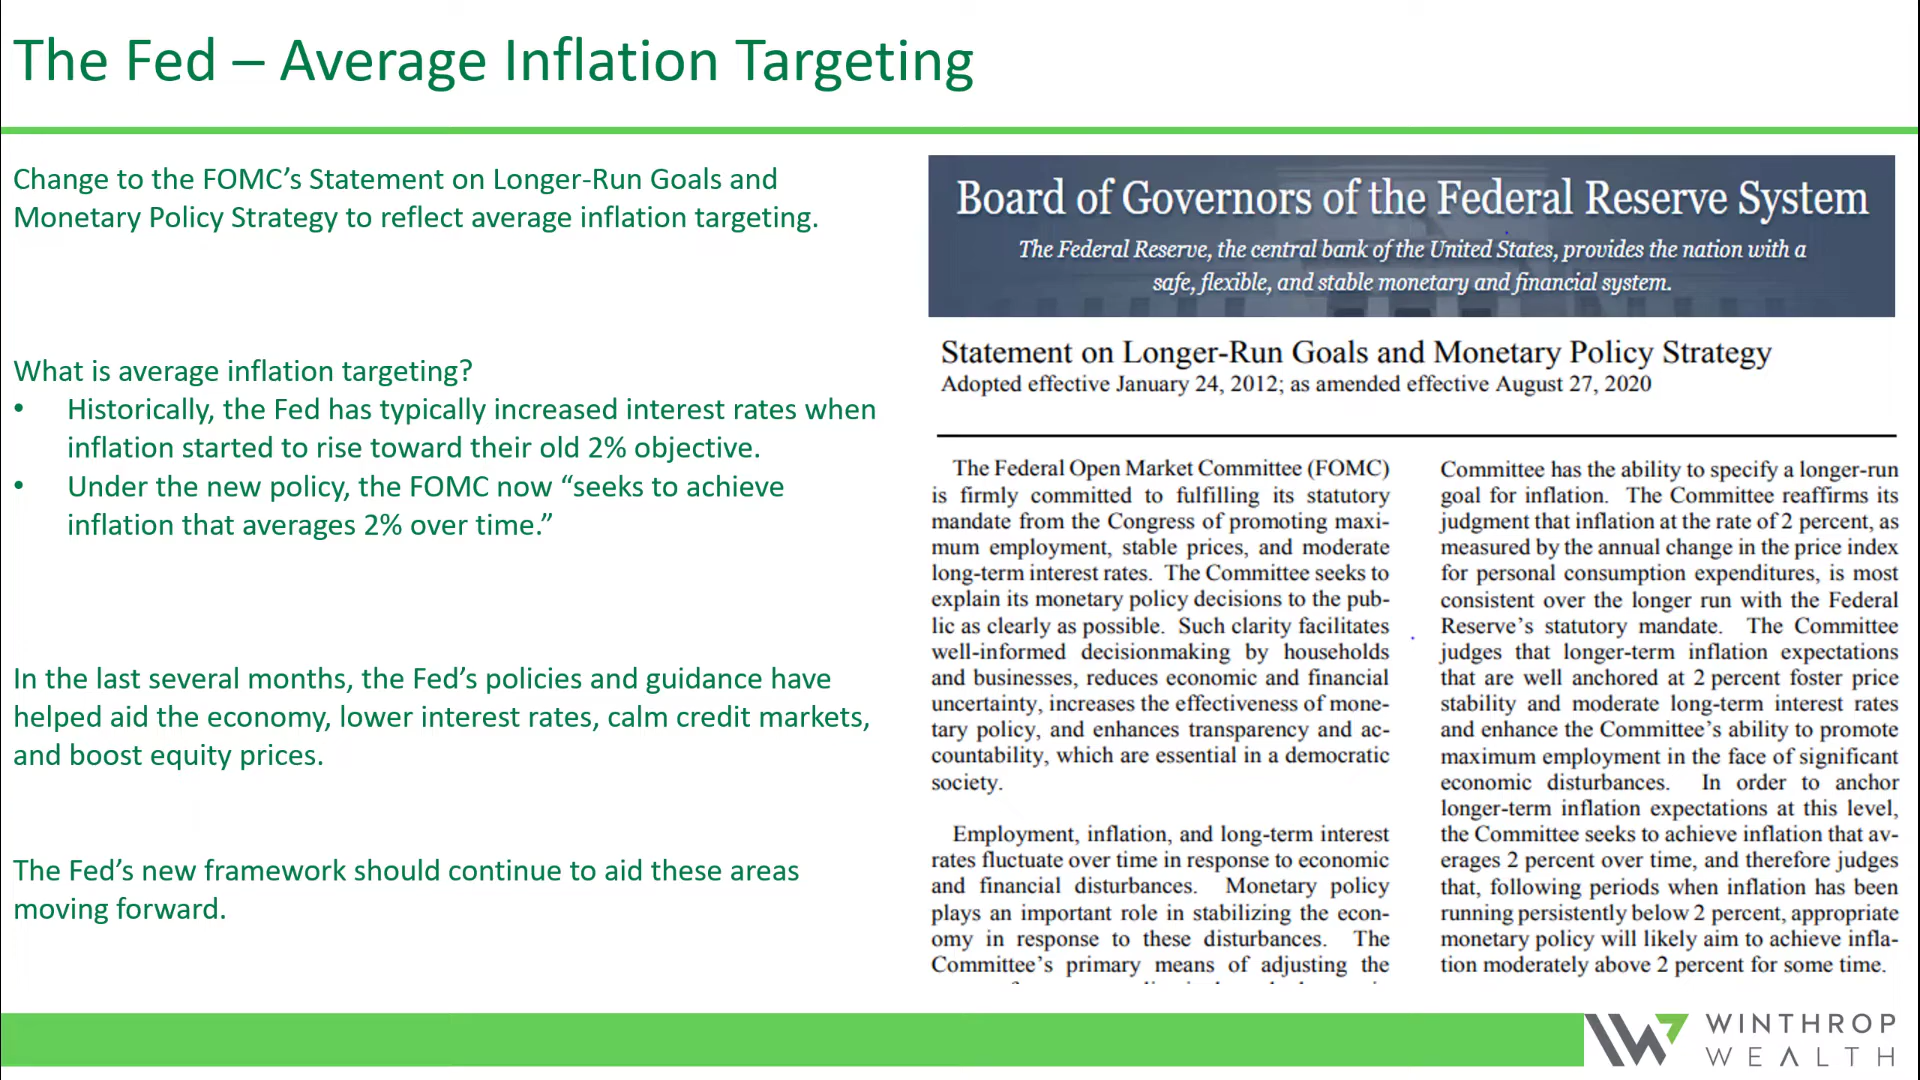 The Fed – Average Inflation Targeting
Change to the FOMC’s Statement on Longer-Run Goals and
Monetary Policy Strategy to reflect average inflation targeting.
What is average inflation targeting?
• Historically, the Fed has typically increased interest rates when
inflation started to rise toward their old 2% objective.
• Under the new policy, the FOMC now “seeks to achieve
inflation that averages 2% over time.”
In the last several months, the Fed’s policies and guidance have
helped aid the economy, lower interest rates, calm credit markets,
and boost equity prices.
The Fed’s new framework should continue to aid these areas
moving forward.
Board of Governors of the Federal Reserve System
The Federal Reserve, the central bank of the United States, provides the nation with a
safe, flexible, and stable monetary and financial system.
Statement on Longer-Run Goals and Monetary Policy Strategy
Adopted effective January 24, 2012; as amended effective August 27, 2020
The Federal Open Market Committee (FOMC)
is firmly committed to fulfilling its statutory
mandate from the Congress of promoting maxi-
mum employment, stable prices, and moderate
long-term interest rates. The Committee seeks to
explain its monetary policy decisions to the pub-
lic as clearly as possible. Such clarity facilitates
well-informed decisionmaking by households
and businesses, reduces economic and financial
uncertainty, increases the effectiveness of mone-
tary policy, and enhances transparency and ac-
countability, which are essential in a democratic
society.
Employment, inflation, and long-term interest
rates fluctuate over time in response to economic
and financial disturbances. Monetary policy
plays an important role in stabilizing the econ-
omy in response to these disturbances. The
Committee’s primary means of adjusting the
Committee has the ability to specify a longer-run
goal for inflation. The Committee reaffirms its
judgment that inflation at the rate of 2 percent, as
measured by the annual change in the price index
for personal consumption expenditures, is most
consistent over the longer run with the Federal
Reserve’s statutory mandate. The Committee
judges that longer-term inflation expectations
that are well anchored at 2 percent foster price
stability and moderate long-term interest rates
and enhance the Committee’s ability to promote
maximum employment in the face of significant
economic disturbances. In order to anchor
longer-term inflation expectations at this level,
the Committee seeks to achieve inflation that av-
erages 2 percent over time, and therefore judges
that, following periods when inflation has been
running persistently below 2 percent, appropriate
monetary policy will likely aim to achieve infla-
tion moderately above 2 percent for some time.
WINTHROP
WEALTH